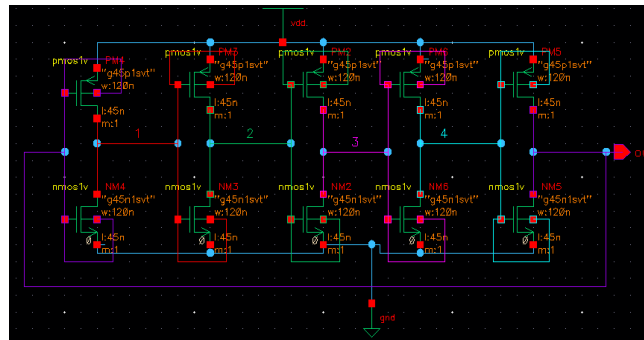 vdd
pmos1v PM4
"g45p1svt"
w:120n
l:45n
m:1
pmos1v PM3
"g45p1svt"
w:120n
l:45n
m:1
pmos1v PM2
"g45p1svt"
w:120n
l:45n
m:1
pmos1v
"g45p1svt"
w:120n
l:45n
m:1
pmos1v PM5
"g45p1svt"
w:120n
l:45n
m:1
1
2
3
4
nmos1v NM4
"g45n1svt"
w:120n
l:45n
m:1
nmos1v NM3
"g45n1svt"
w:120n
l:45n
m:1
nmos1v NM2
"g45n1svt"
w:120n
l:45n
m:1
nmos1v NM6
"g45n1svt"
w:120n
l:45n
m:1
nmos1v NM5
"g45n1svt"
w:120n
l:45n
m:1
gnd